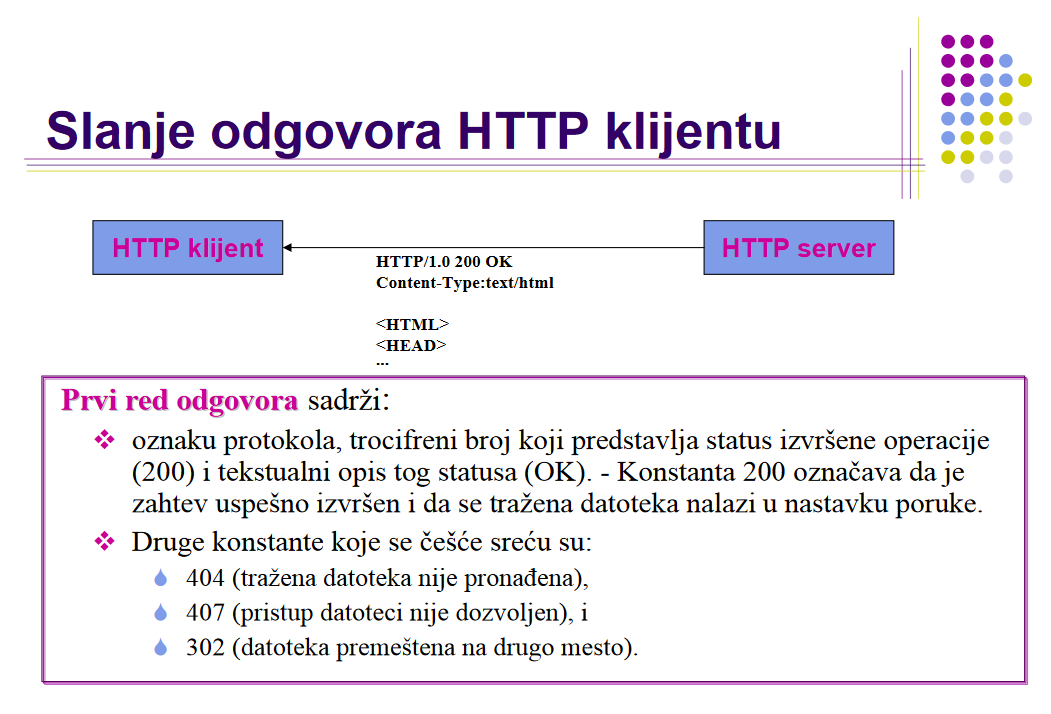 Slanje odgovora HTTP klijentu
HTTP klijent
HTTP server
HTTP/1.0 200 OK
Content-Type:text/html
<HTML>
<HEAD>
...
Prvi red odgovora sadrži:
oznaku protokola, trocifreni broj koji predstavlja status izvršene operacije
(200) i tekstualni opis tog statusa (OK). - Konstanta 200 označava da je
zahtev uspešno izvršen i da se tražena datoteka nalazi u nastavku poruke.
Druge konstante koje se češće sreću su:
404 (tražena datoteka nije pronađena),
407 (pristup datoteci nije dozvoljen), i
302 (datoteka premeštena na drugo mesto).